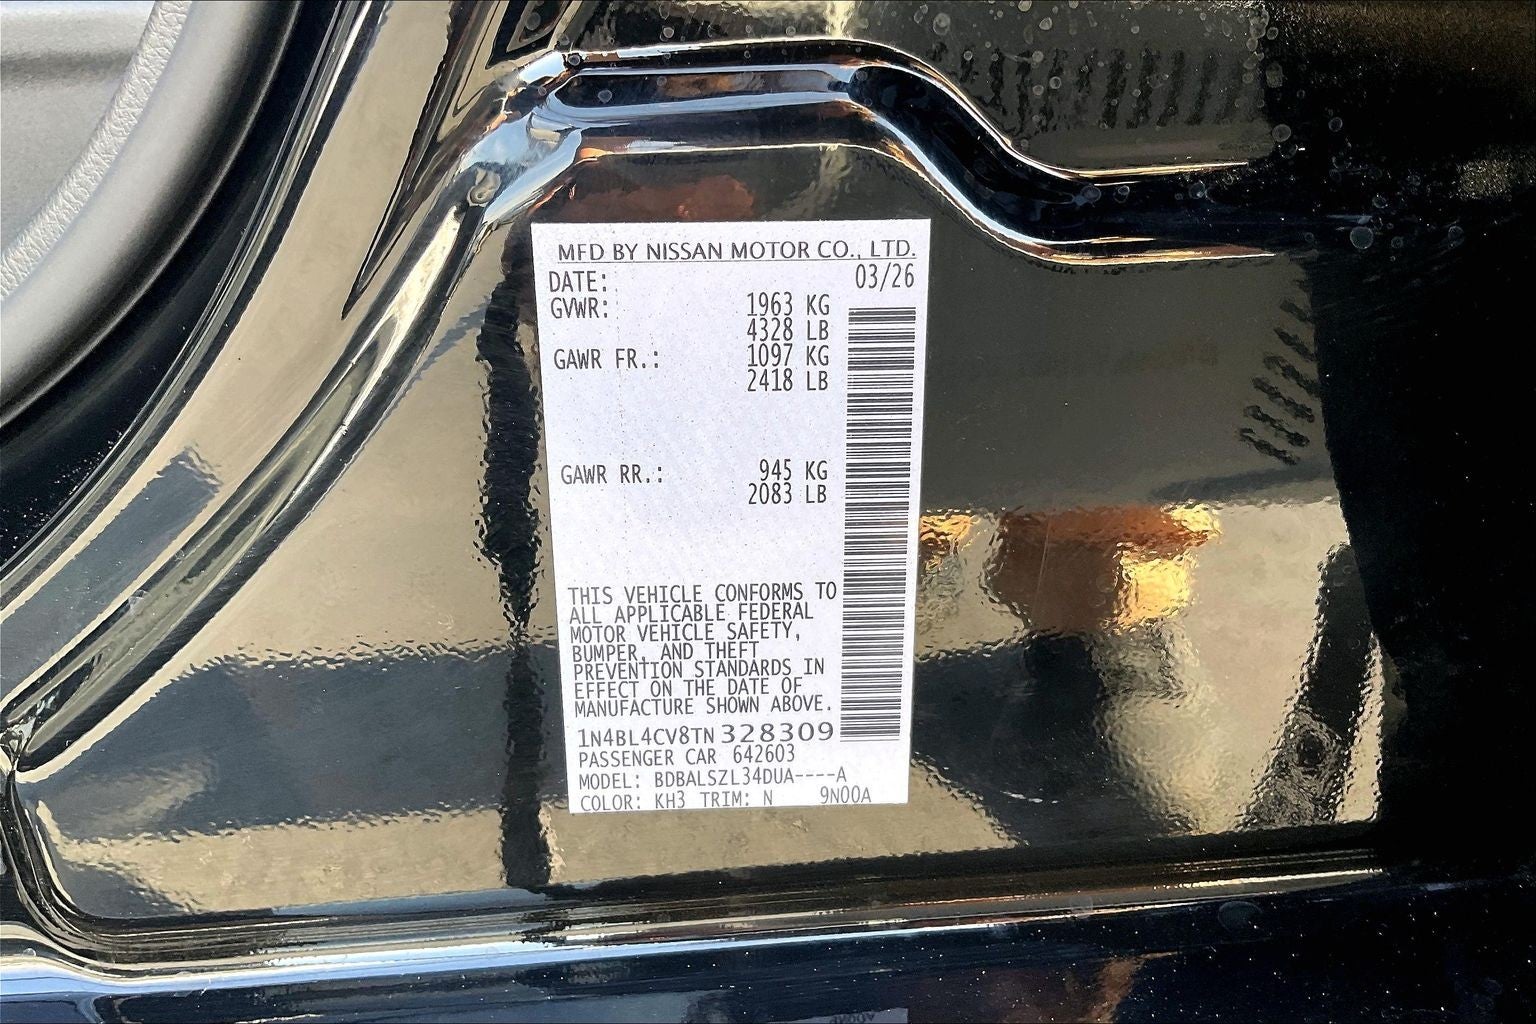 MFD BY NISSAN MOTOR CO., LTD.
DATE: 03/26
GVWR: 1963 KG
4328 LB
GAWR FR.: 1097 KG
2418 LB
GAWR RR.: 945 KG
2083 LB
THIS VEHICLE CONFORMS TO
ALL APPLICABLE FEDERAL
MOTOR VEHICLE SAFETY,
BUMPER, AND THEFT
PREVENTION STANDARDS IN
EFFECT ON THE DATE OF
MANUFACTURE SHOWN ABOVE.
1N4BL4CV8TN328309
PASSENGER CAR 642603
MODEL: BDBALSZL34DUA----A
COLOR: KH3 TRIM: N 9N00A